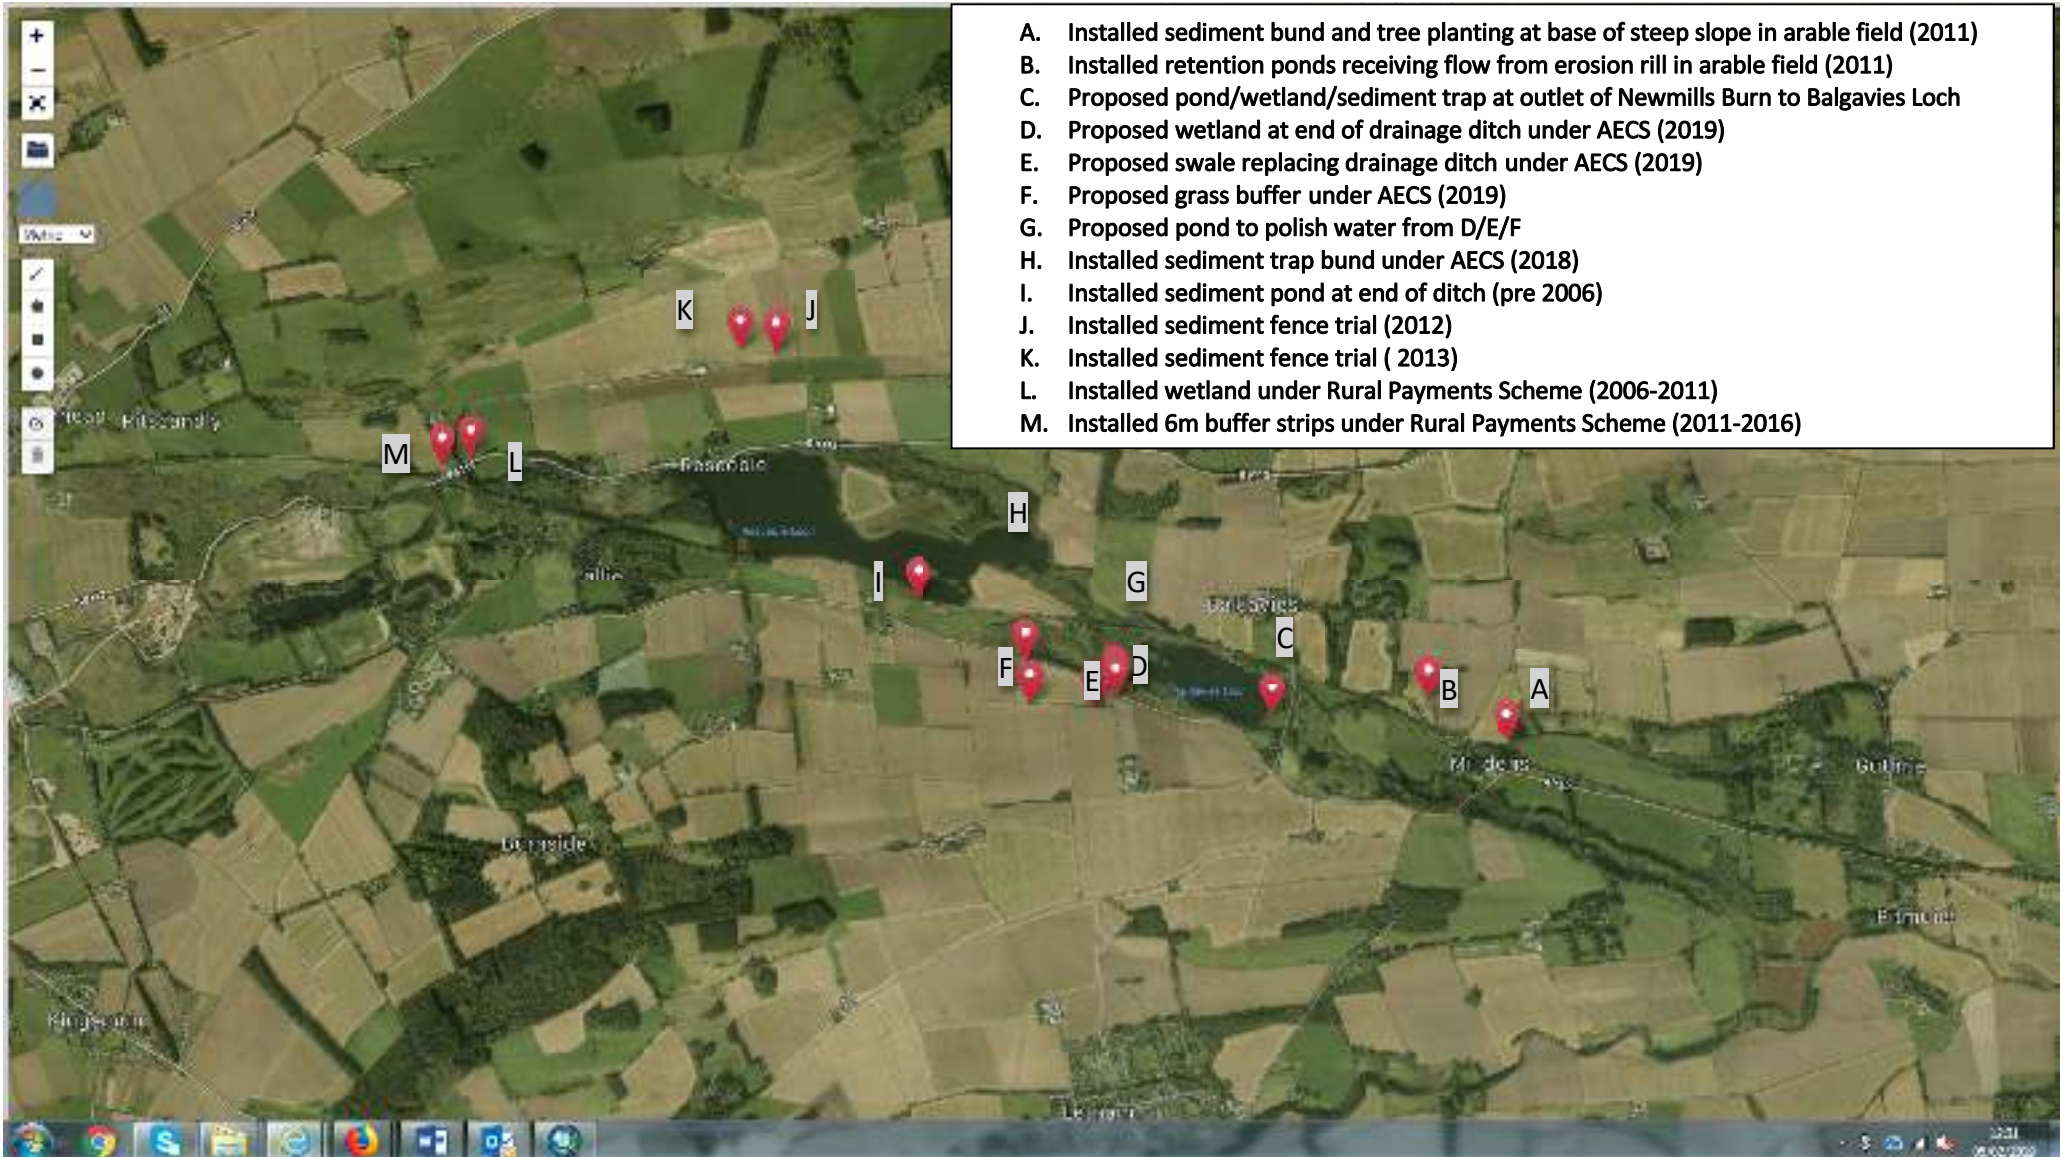 A. Installed sediment bund and tree planting at base of steep slope in arable field (2011)
B. Installed retention ponds receiving flow from erosion rill in arable field (2011)
C. Proposed pond/wetland/sediment trap at outlet of Newmills Burn to Balgavies Loch
D. Proposed wetland at end of drainage ditch under AECS (2019)
E. Proposed swale replacing drainage ditch under AECS (2019)
F. Proposed grass buffer under AECS (2019)
G. Proposed pond to polish water from D/E/F
H. Installed sediment trap bund under AECS (2018)
I. Installed sediment pond at end of ditch (pre 2006)
J. Installed sediment fence trial (2012)
K. Installed sediment fence trial ( 2013)
L. Installed wetland under Rural Payments Scheme (2006-2011)
M. Installed 6m buffer strips under Rural Payments Scheme (2011-2016)
Metric
K
J
M
L
H
I
G
C
F
E
D
B
A
Burnside
Guthrie